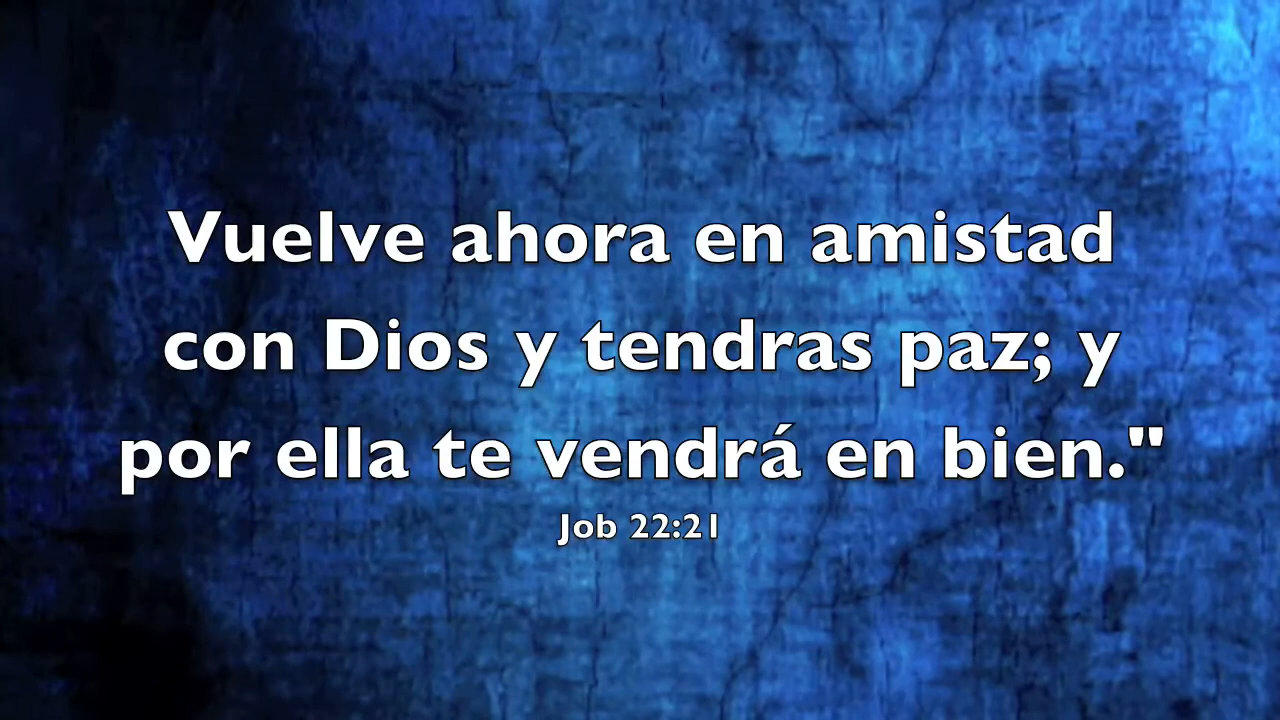 Vuelve ahora en amistad
con Dios y tendras paz; y
por ella te vendrá en bien."
Job 22:21